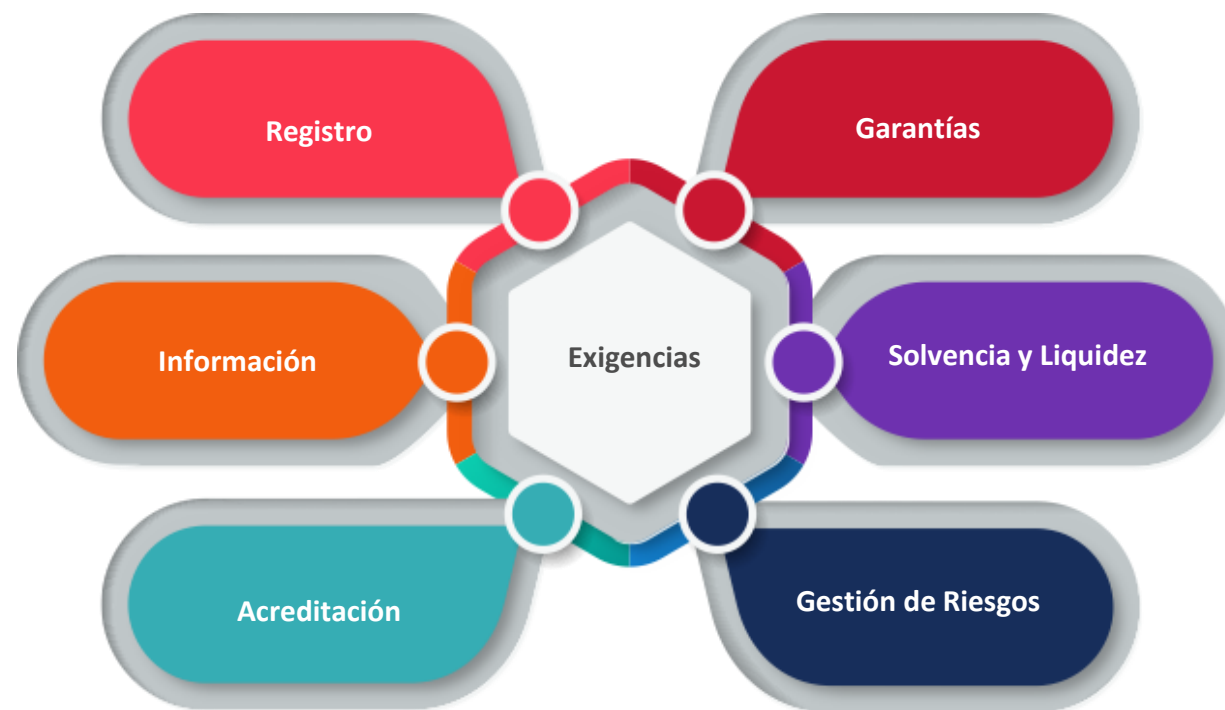 Registro
Garantías
Información
Exigencias
Solvencia y Liquidez
Acreditación
Gestión de Riesgos